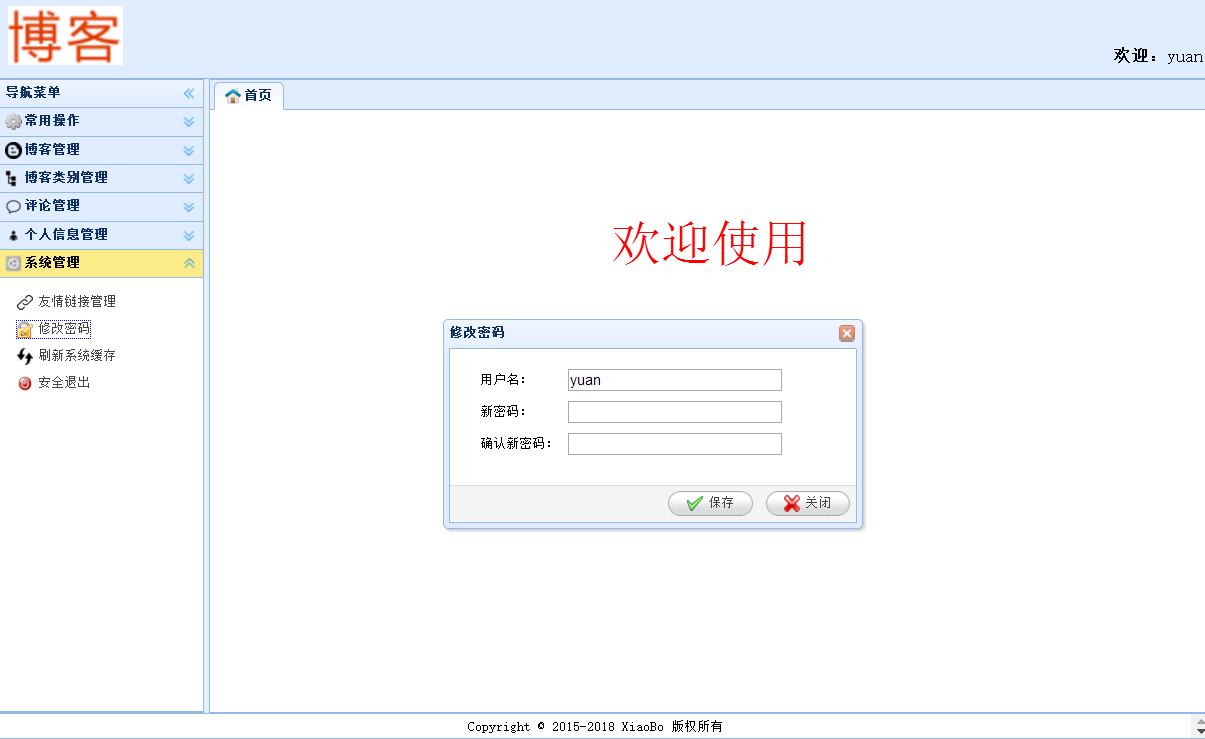 博客
欢迎：yuan
导航菜单
首页
常用操作
博客管理
博客类别管理
评论管理
个人信息管理
系统管理
友情链接管理
修改密码
刷新系统缓存
安全退出
欢迎使用
修改密码
用户名： yuan
新密码：
确认新密码：
保存 关闭
Copyright © 2015-2018 XiaoBo 版权所有